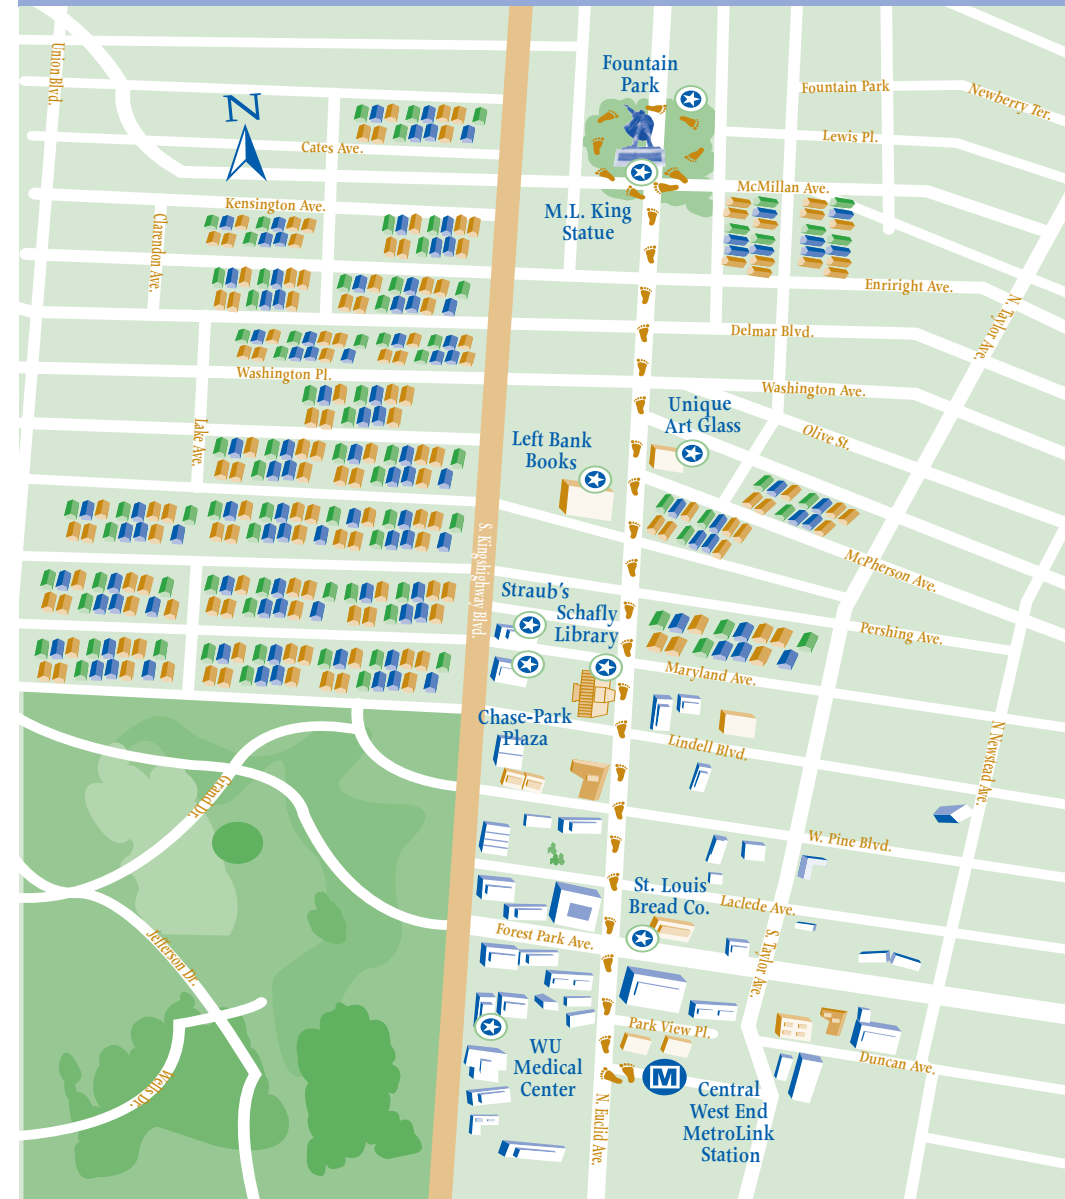 Union Blvd.
N
Fountain
Park
Fountain Park
Newberry Ter.
Lewis Pl.
Cates Ave.
McMillan Ave.
Kensington Ave.
Clarendon Ave.
M.L. King
Statue
Enriright Ave.
N. Taylor Ave.
Delmar Blvd.
Washington Pl.
Washington Ave.
Unique
Art Glass
Olive St.
Lake Ave.
Left Bank
Books
S. Kingshighway Blvd.
McPherson Ave.
Straub's
Schafly
Library
Pershing Ave.
Maryland Ave.
Chase-Park
Plaza
Lindell Blvd.
N Newstead Ave.
Grand Dr.
W. Pine Blvd.
St. Louis
Bread Co.
Laclede Ave.
Forest Park Ave.
Jefferson Dr.
S. Taylor Ave.
Park View Pl.
WU
Medical
Center
Duncan Ave.
M
Wells Dr.
Central
West End
MetroLink
Station
N. Euclid Ave.